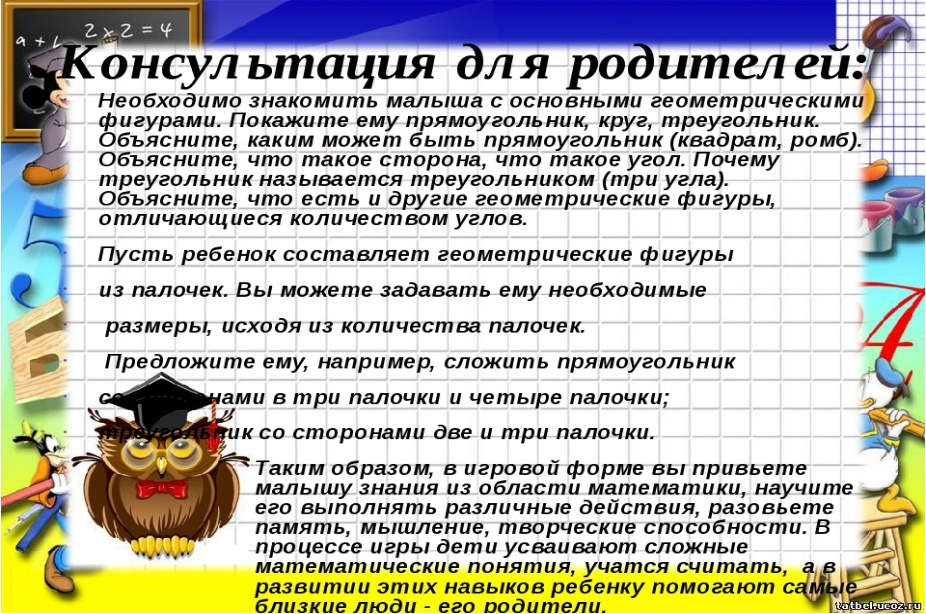 a + b
2 x 2 = 4
Консультация для родителей:
Необходимо знакомить малыша с основными геометрическими
фигурами. Покажите ему прямоугольник, круг, треугольник.
Объясните, каким может быть прямоугольник (квадрат, ромб).
Объясните, что такое сторона, что такое угол. Почему
треугольник называется треугольником (три угла).
Объясните, что есть и другие геометрические фигуры,
отличающиеся количеством углов.
Пусть ребенок составляет геометрические фигуры
из палочек. Вы можете задавать ему необходимые
размеры, исходя из количества палочек.
Предложите ему, например, сложить прямоугольник
со сторонами в три палочки и четыре палочки;
треугольник со сторонами две и три палочки.
Таким образом, в игровой форме вы привьете
малышу знания из области математики, научите
его выполнять различные действия, разовьете
память, мышление, творческие способности. В
процессе игры дети усваивают сложные
математические понятия, учатся считать, а в
развитии этих навыков ребенку помогают самые
близкие люди - его родители.
5
Б
А
tatbel.ucoz.ru